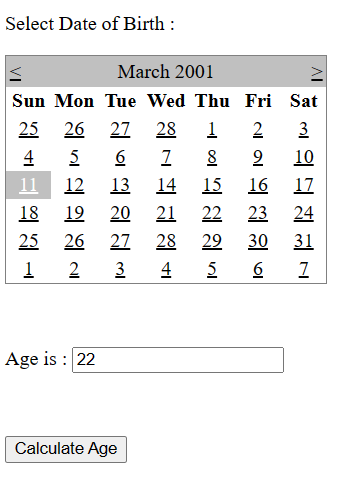 Select Date of Birth :
< March 2001 >
Sun Mon Tue Wed Thu Fri Sat
25 26 27 28 1 2 3
4 5 6 7 8 9 10
11 12 13 14 15 16 17
18 19 20 21 22 23 24
25 26 27 28 29 30 31
1 2 3 4 5 6 7
Age is : 22
Calculate Age